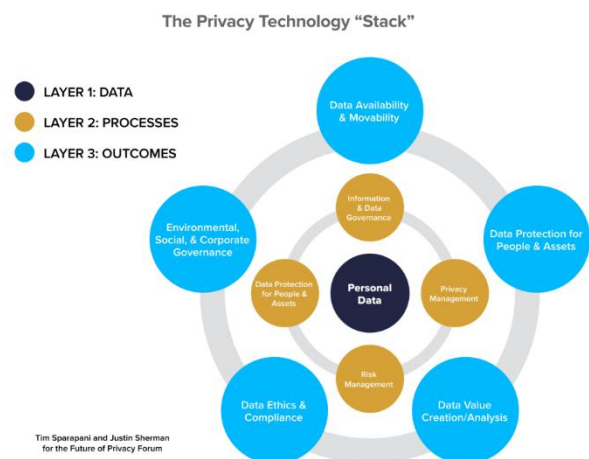 The Privacy Technology “Stack”
LAYER 1: DATA
LAYER 2: PROCESSES
LAYER 3: OUTCOMES
Data Availability
& Movability
Information
& Data
Governance
Environmental,
Social, & Corporate
Governance
Data Protection for
People & Assets
Data Protection
for People &
Assets
Personal
Data
Privacy
Management
Risk
Management
Data Ethics &
Compliance
Data Value
Creation/Analysis
Tim Sparapani and Justin Sherman
for the Future of Privacy Forum